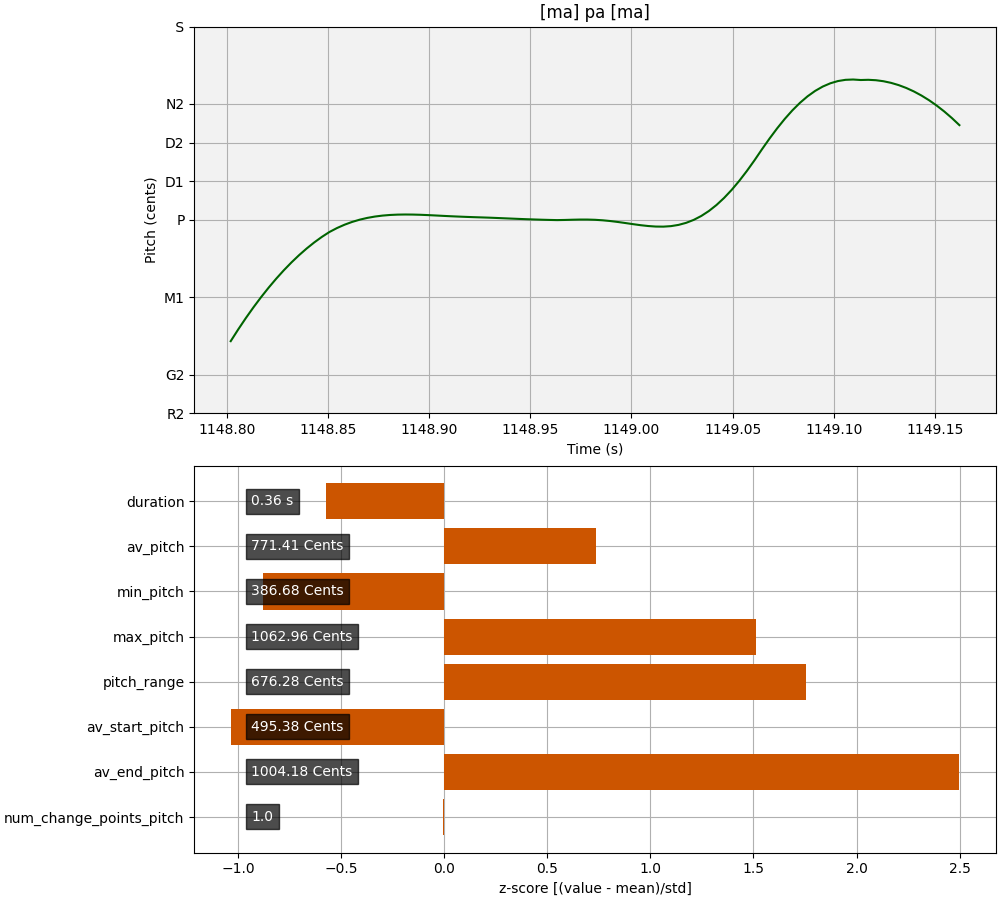 [ma] pa [ma]
S
N2
D2
D1
P
M1
G2
R2
Pitch (cents)
1148.80 1148.85 1148.90 1148.95 1149.00 1149.05 1149.10 1149.15
Time (s)
duration 0.36 s
av_pitch 771.41 Cents
min_pitch 386.68 Cents
max_pitch 1062.96 Cents
pitch_range 676.28 Cents
av_start_pitch 495.38 Cents
av_end_pitch 1004.18 Cents
num_change_points_pitch 1.0
−1.0 −0.5 0.0 0.5 1.0 1.5 2.0 2.5
z-score [(value - mean)/std]